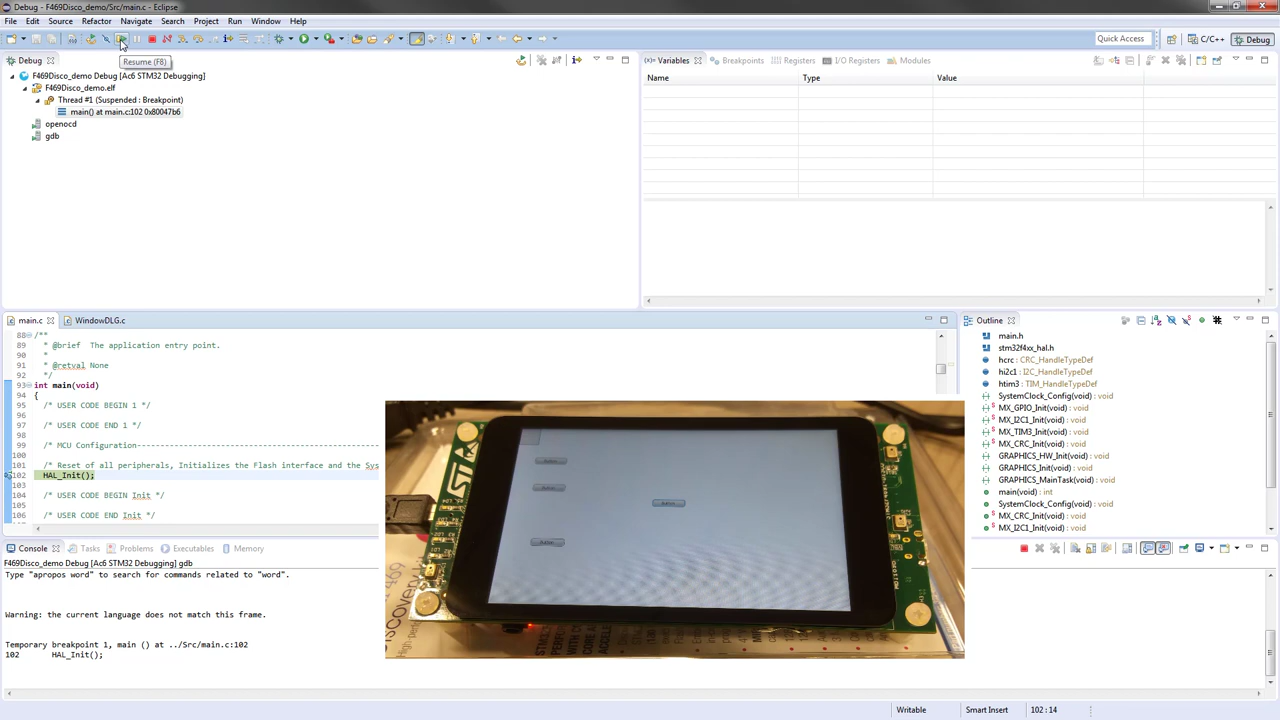 Debug - F469Disco_demo/Src/main.c - Eclipse
File Edit Source Refactor Navigate Search Project Run Window Help
Quick Access
C/C++
Debug
Resume (F8)
Debug
F469Disco_demo Debug [Ac6 STM32 Debugging]
F469Disco_demo.elf
Thread #1 (Suspended : Breakpoint)
main() at main.c:102 0x80047b6
openocd
gdb
Variables Breakpoints Registers I/O Registers Modules
Name Type Value
main.c WindowDLG.c
88 /**
89 * @brief The application entry point.
90 *
91 * @retval None
92 */
93 int main(void)
94 {
95 /* USER CODE BEGIN 1 */
96
97 /* USER CODE END 1 */
98
99 /* MCU Configuration----------------------------------------------------
100
101 /* Reset of all peripherals, Initializes the Flash interface and the Sys
102 HAL_Init();
103
104 /* USER CODE BEGIN Init */
105
106 /* USER CODE END Init */
Outline
main.h
stm32f4xx_hal.h
hcrc : CRC_HandleTypeDef
hi2c1 : I2C_HandleTypeDef
htim3 : TIM_HandleTypeDef
SystemClock_Config(void) : void
MX_GPIO_Init(void) : void
MX_I2C1_Init(void) : void
MX_TIM3_Init(void) : void
MX_CRC_Init(void) : void
GRAPHICS_HW_Init(void) : void
GRAPHICS_MainTask(void) : void
main(void) : int
SystemClock_Config(void) : void
MX_CRC_Init(void) : void
MX_I2C1_Init(void) : void
Console Tasks Problems Executables Memory
F469Disco_demo Debug [Ac6 STM32 Debugging] gdb
Type "apropos word" to search for commands related to "word".
Warning: the current language does not match this frame.
Temporary breakpoint 1, main () at ../Src/main.c:102
102 HAL_Init();
Writable
Smart Insert
102 : 14